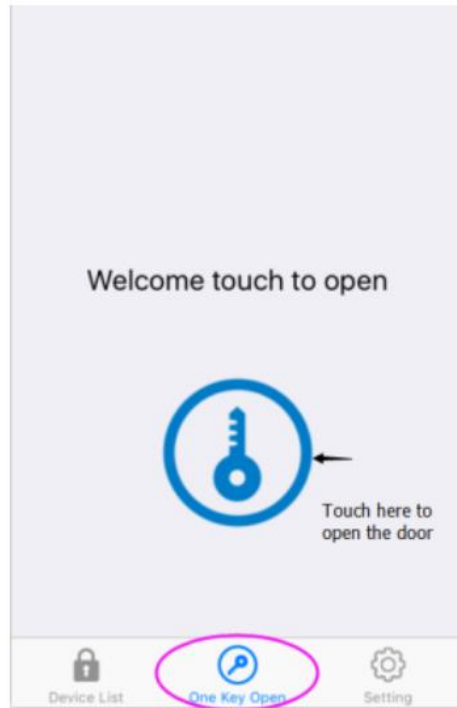 Welcome touch to open
Touch here to
open the door
Device List
One Key Open
Setting